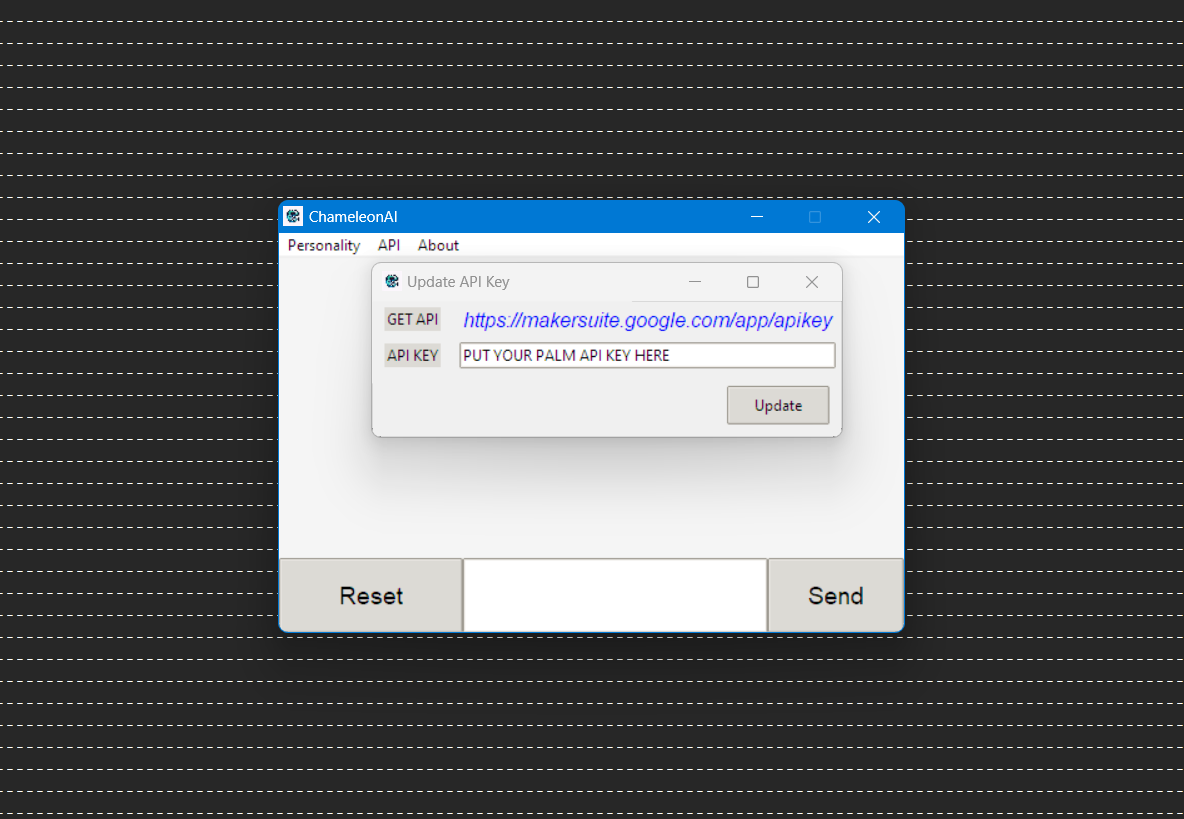 ChameleonAI
Personality API About
Update API Key
GET API https://makersuite.google.com/app/apikey
API KEY PUT YOUR PALM API KEY HERE
Update
Reset Send